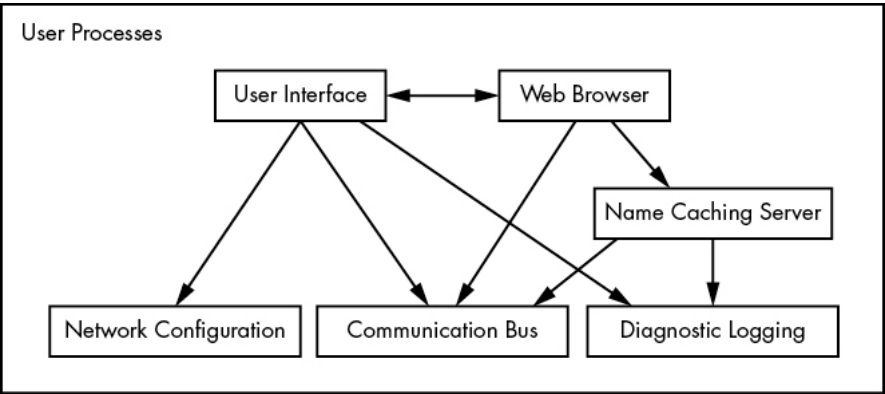 User Processes
User Interface
Web Browser
Name Caching Server
Network Configuration
Communication Bus
Diagnostic Logging